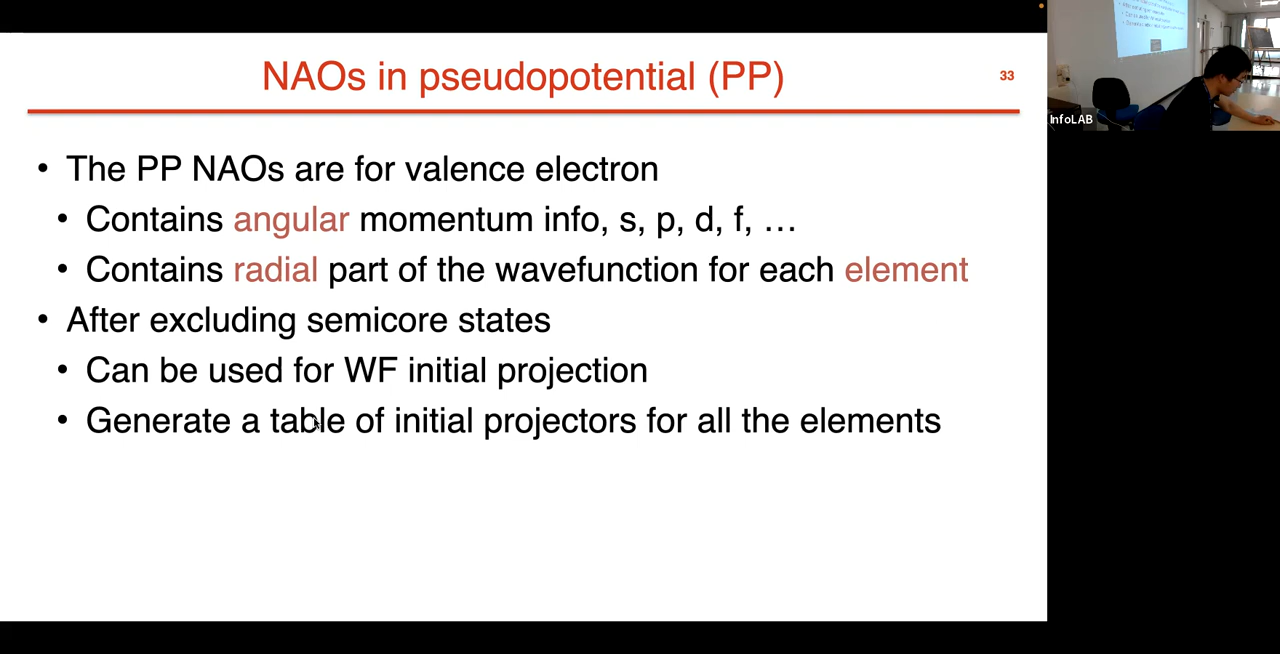 NAOs in pseudopotential (PP)
33
• The PP NAOs are for valence electron
• Contains angular momentum info, s, p, d, f, …
• Contains radial part of the wavefunction for each element
• After excluding semicore states
• Can be used for WF initial projection
• Generate a table of initial projectors for all the elements
InfoLAB